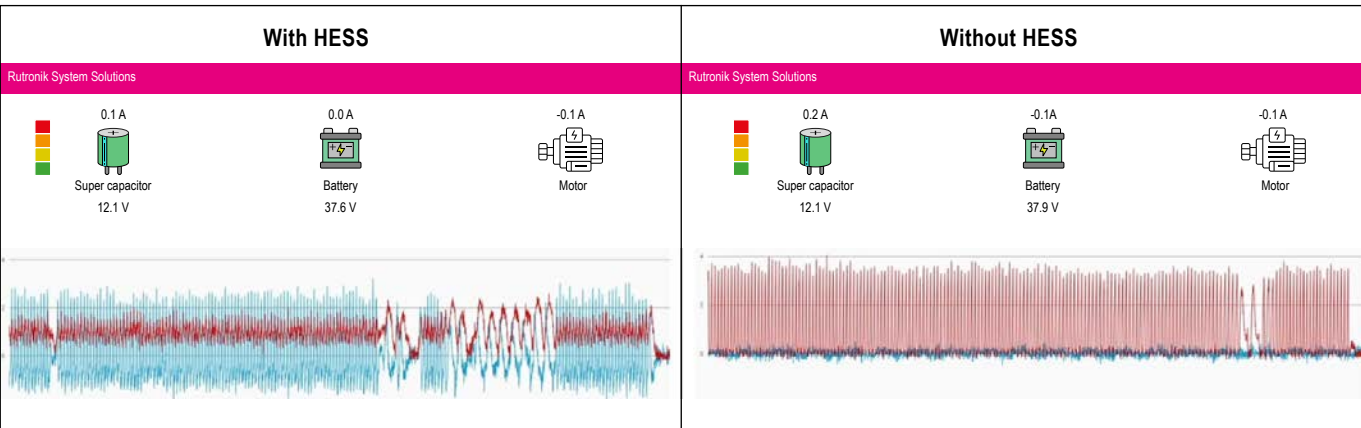 With HESS
Rutronik System Solutions
0.1 A
0.0 A
-0.1 A
Super capacitor
Battery
Motor
12.1 V
37.6 V
Without HESS
Rutronik System Solutions
0.2 A
-0.1A
-0.1 A
Super capacitor
Battery
Motor
12.1 V
37.9 V